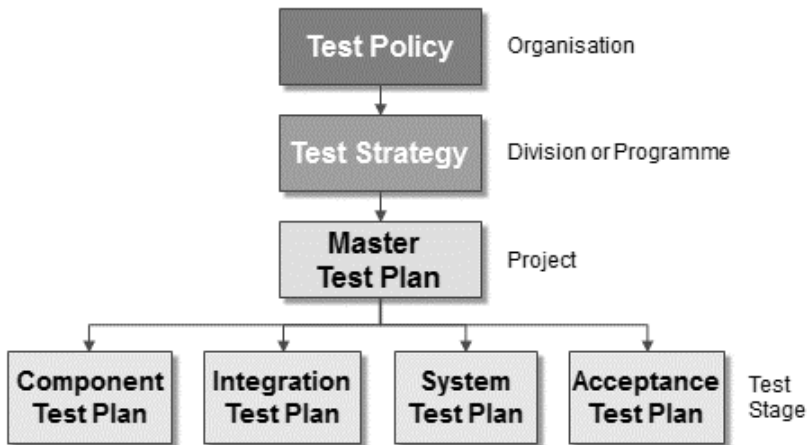 Test Policy
Organisation
Test Strategy
Division or Programme
Master
Test Plan
Project
Component
Test Plan
Integration
Test Plan
System
Test Plan
Acceptance
Test Plan
Test
Stage